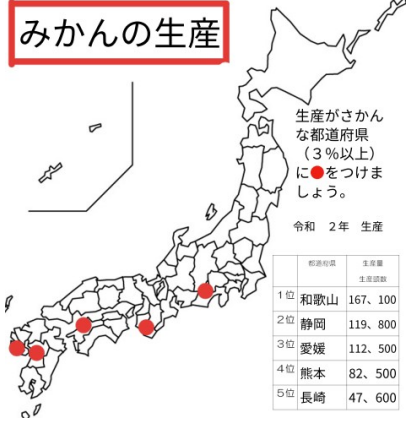 みかんの生産
生産がさかん
な都道府県
（３％以上）
に●をつけま
しょう。
令和　２年　生産
都道府県　生産量
生産頭数
１位　和歌山　167、100
２位　静岡　119、800
３位　愛媛　112、500
４位　熊本　82、500
５位　長崎　47、600